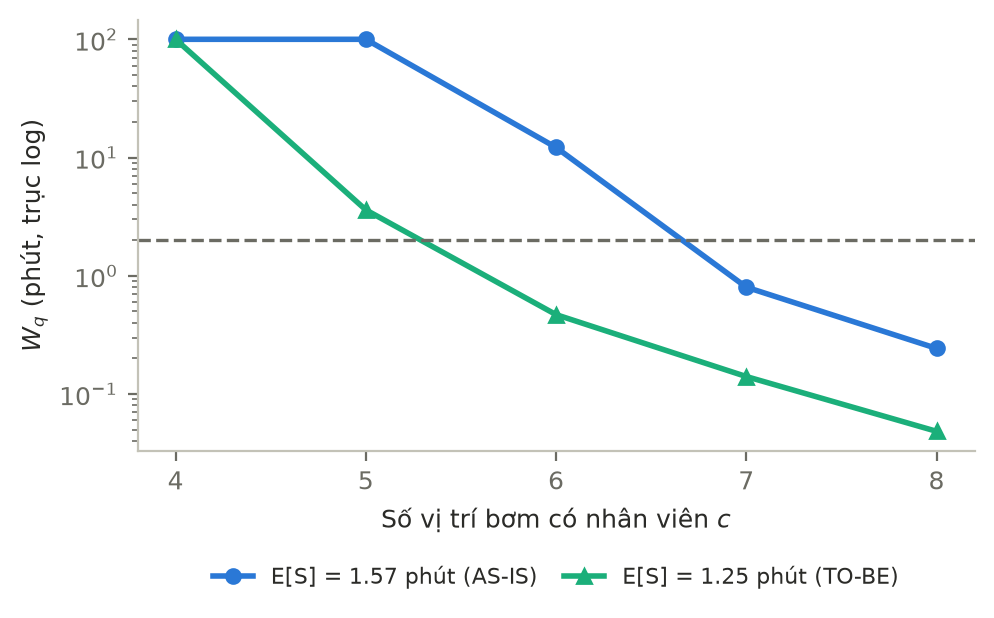 10²
10¹
10⁰
10⁻¹
W_q (phút, trục log)
4 5 6 7 8
Số vị trí bơm có nhân viên c
E[S] = 1.57 phút (AS-IS) E[S] = 1.25 phút (TO-BE)